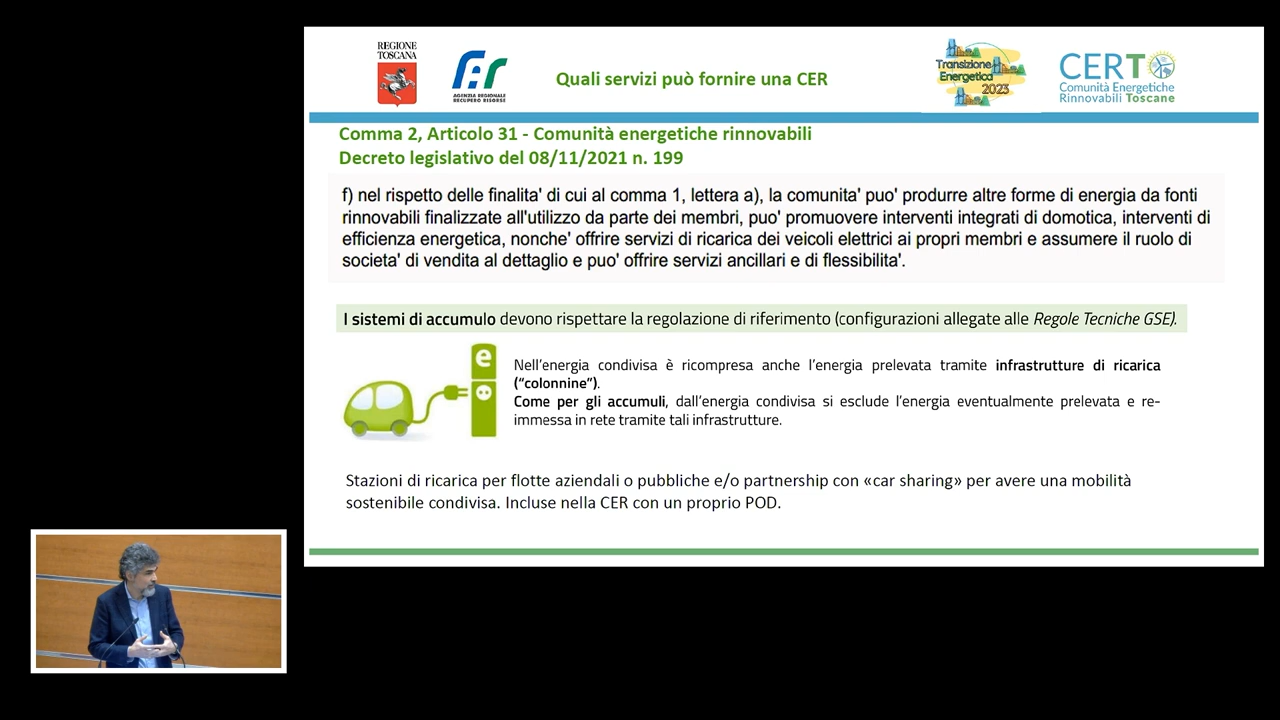 REGIONE
TOSCANA
AGENZIA REGIONALE
RECUPERO RISORSE
Quali servizi può fornire una CER
Transizione
Energetica
2023
CERT
Comunità Energetiche
Rinnovabili Toscane
Comma 2, Articolo 31 - Comunità energetiche rinnovabili
Decreto legislativo del 08/11/2021 n. 199
f) nel rispetto delle finalita' di cui al comma 1, lettera a), la comunita' puo' produrre altre forme di energia da fonti
rinnovabili finalizzate all'utilizzo da parte dei membri, puo' promuovere interventi integrati di domotica, interventi di
efficienza energetica, nonche' offrire servizi di ricarica dei veicoli elettrici ai propri membri e assumere il ruolo di
societa' di vendita al dettaglio e puo' offrire servizi ancillari e di flessibilita'.
I sistemi di accumulo devono rispettare la regolazione di riferimento (configurazioni allegate alle Regole Tecniche GSE).
e
Nell'energia condivisa è ricompresa anche l'energia prelevata tramite infrastrutture di ricarica
("colonnine").
Come per gli accumuli, dall'energia condivisa si esclude l'energia eventualmente prelevata e re-
immessa in rete tramite tali infrastrutture.
Stazioni di ricarica per flotte aziendali o pubbliche e/o partnership con «car sharing» per avere una mobilità
sostenibile condivisa. Incluse nella CER con un proprio POD.